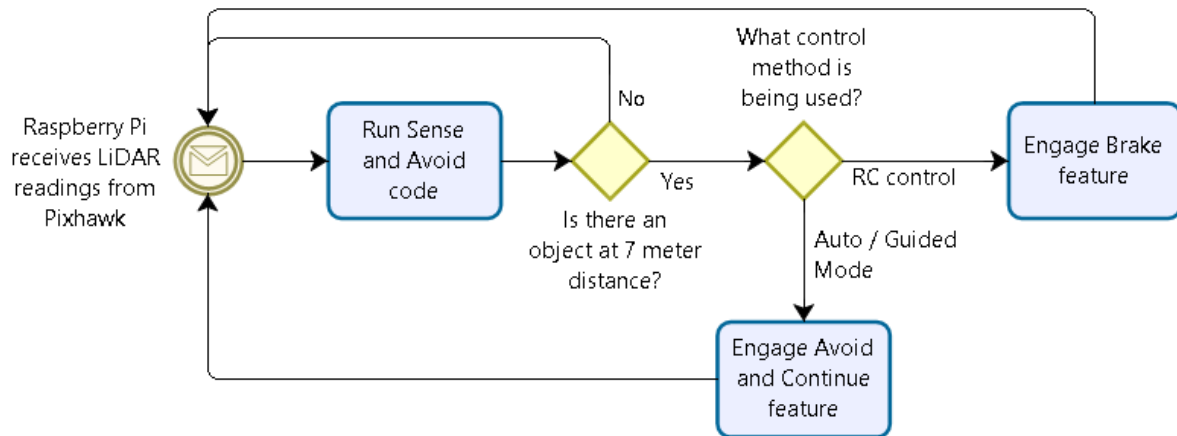 Raspberry Pi
receives LiDAR
readings from
Pixhawk
Run Sense
and Avoid
code
No
Yes
Is there an
object at 7 meter
distance?
What control
method is
being used?
RC control
Engage Brake
feature
Auto / Guided
Mode
Engage Avoid
and Continue
feature